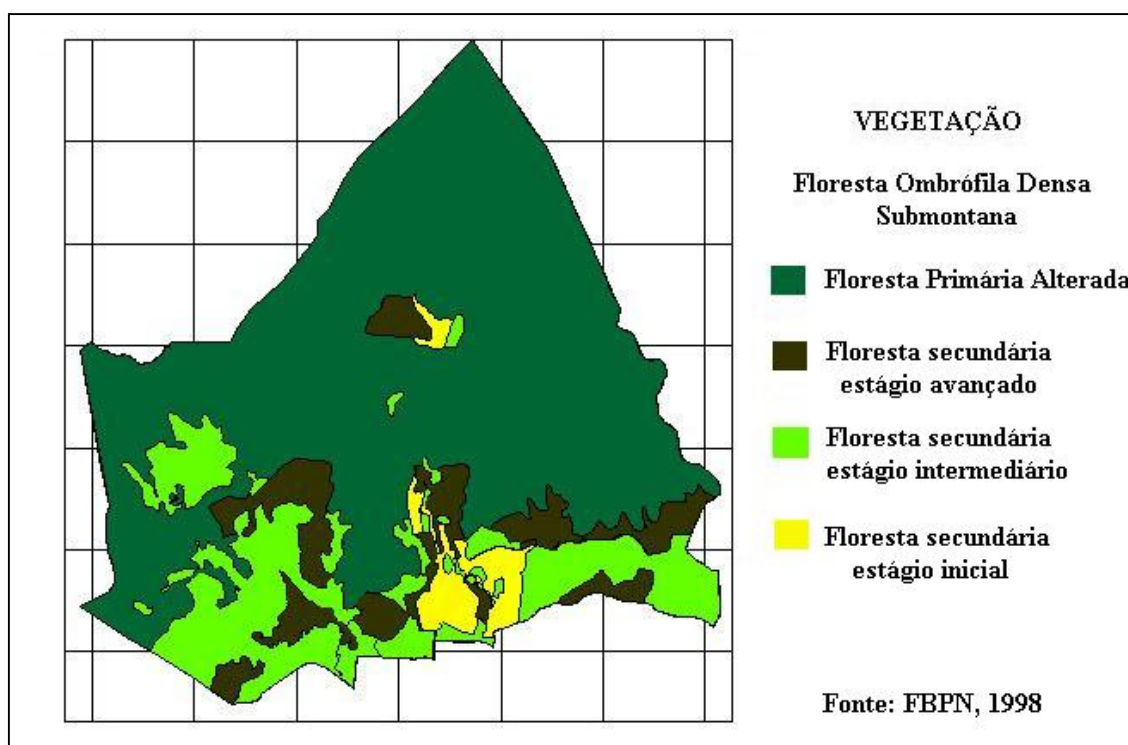 VEGETAÇÃO
Floresta Ombrófila Densa
Submontana
Floresta Primária Alterada
Floresta secundária
estágio avançado
Floresta secundária
estágio intermediário
Floresta secundária
estágio inicial
Fonte: FBPN, 1998